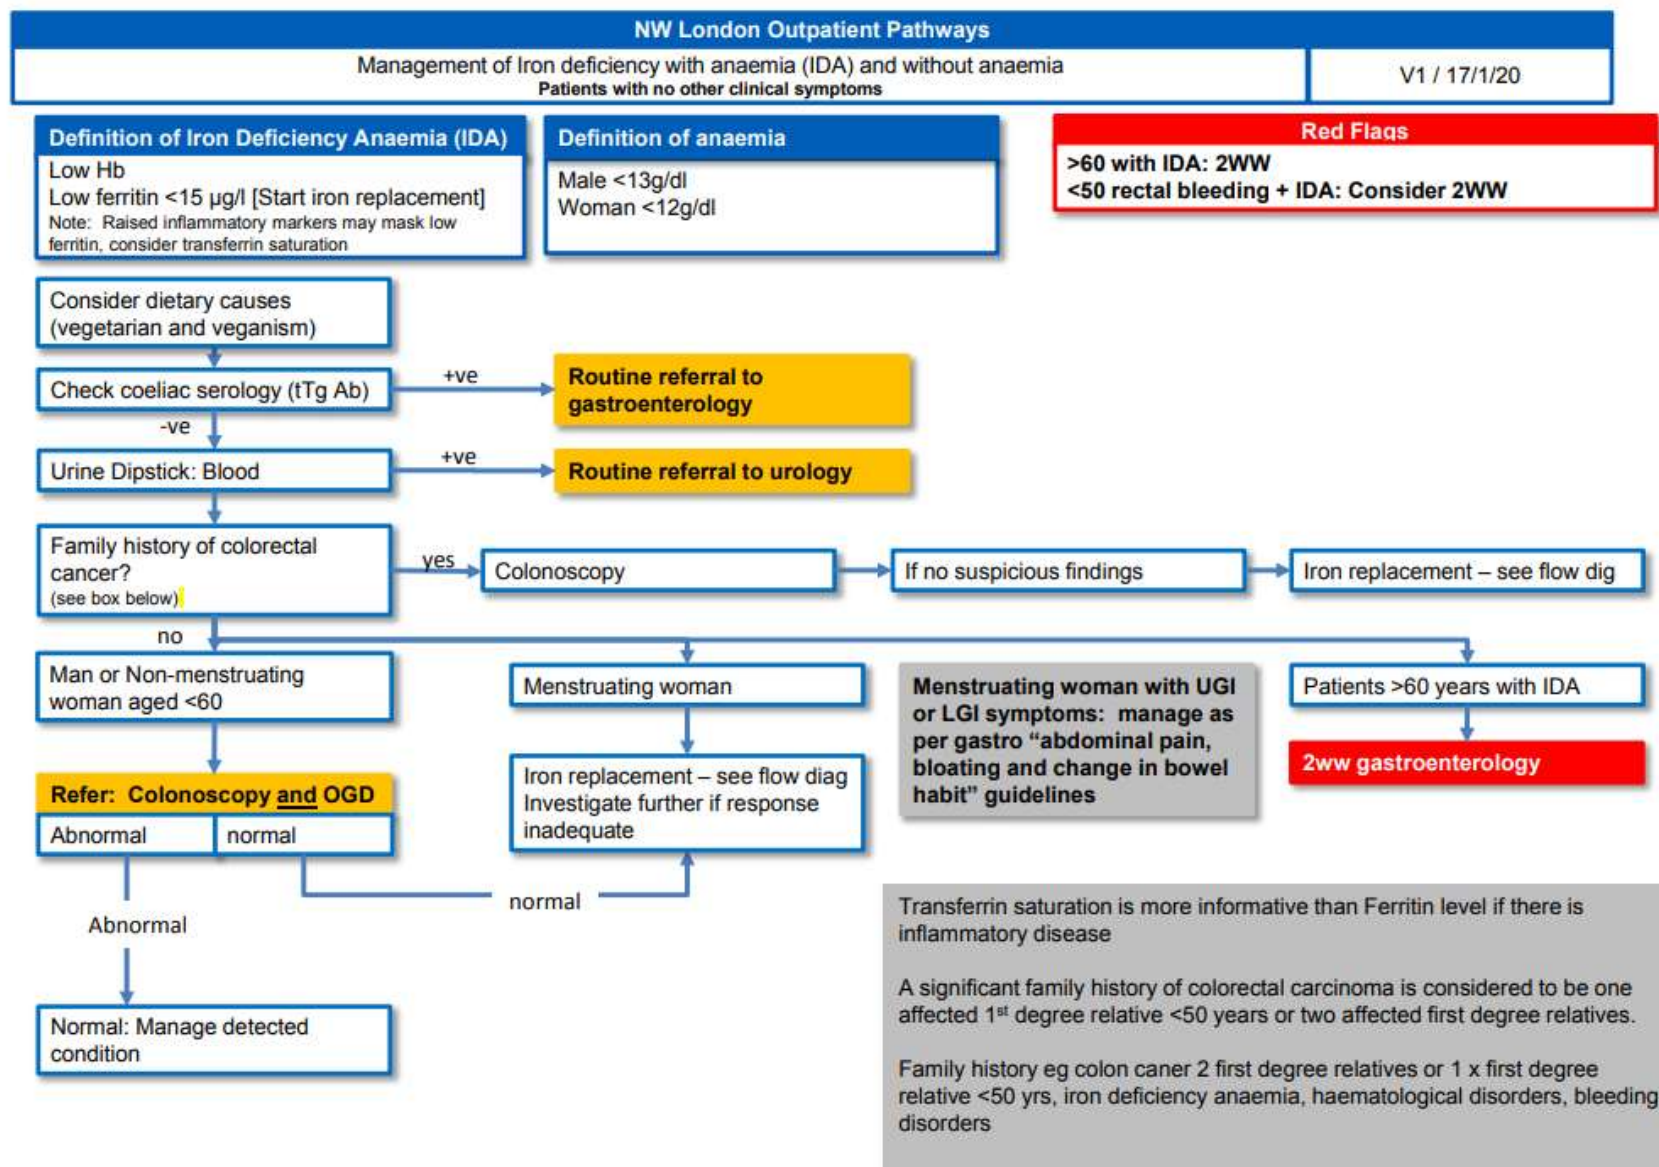 NW London Outpatient Pathways
Management of Iron deficiency with anaemia (IDA) and without anaemia
Patients with no other clinical symptoms
V1 / 17/1/20
Definition of Iron Deficiency Anaemia (IDA)
Low Hb
Low ferritin <15 µg/l [Start iron replacement]
Note: Raised inflammatory markers may mask low
ferritin, consider transferrin saturation
Definition of anaemia
Male <13g/dl
Woman <12g/dl
Red Flags
>60 with IDA: 2WW
<50 rectal bleeding + IDA: Consider 2WW
Consider dietary causes
(vegetarian and veganism)
Check coeliac serology (tTg Ab)
+ve
Routine referral to
gastroenterology
-ve
Urine Dipstick: Blood
+ve
Routine referral to urology
Family history of colorectal
cancer?
(see box below)
yes
Colonoscopy
If no suspicious findings
Iron replacement – see flow dig
no
Man or Non-menstruating
woman aged <60
Menstruating woman
Menstruating woman with UGI
or LGI symptoms: manage as
per gastro “abdominal pain,
bloating and change in bowel
habit” guidelines
Patients >60 years with IDA
2ww gastroenterology
Refer: Colonoscopy and OGD
Abnormal
normal
Iron replacement – see flow diag
Investigate further if response
inadequate
normal
Abnormal
Normal: Manage detected
condition
Transferrin saturation is more informative than Ferritin level if there is
inflammatory disease
A significant family history of colorectal carcinoma is considered to be one
affected 1st degree relative <50 years or two affected first degree relatives.
Family history eg colon caner 2 first degree relatives or 1 x first degree
relative <50 yrs, iron deficiency anaemia, haematological disorders, bleeding
disorders